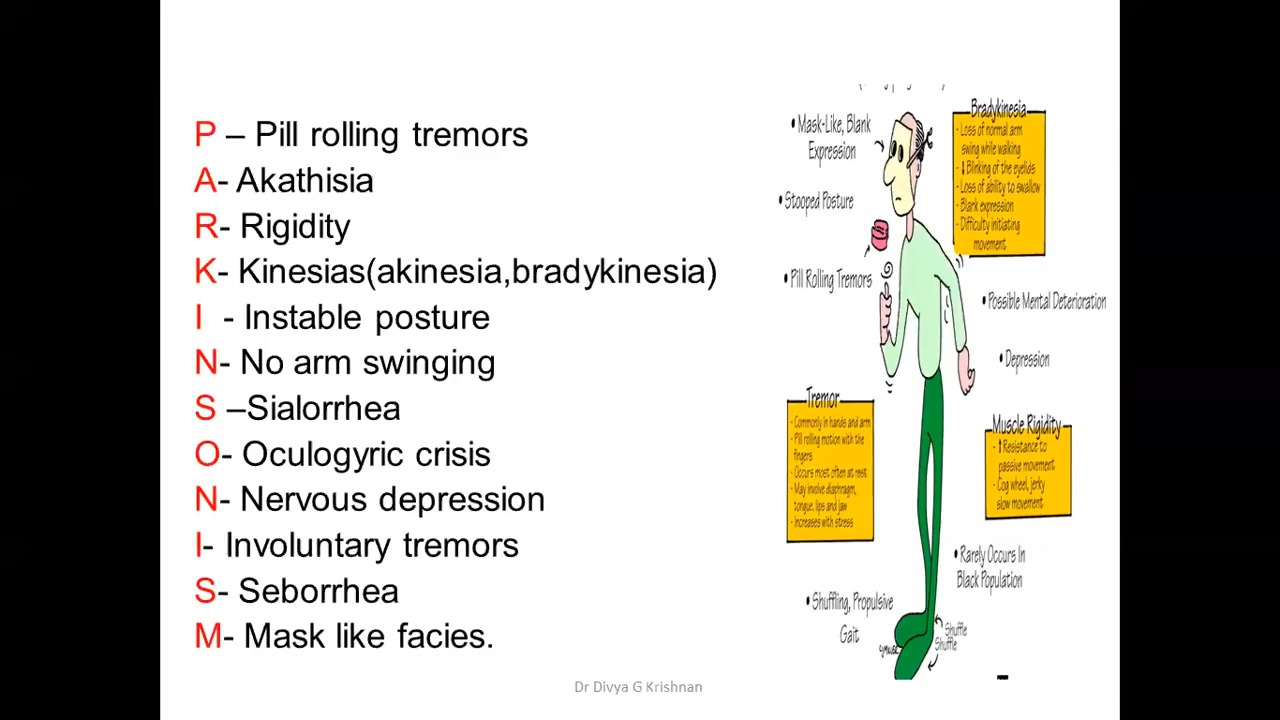 P – Pill rolling tremors
A- Akathisia
R- Rigidity
K- Kinesias(akinesia,bradykinesia)
I - Instable posture
N- No arm swinging
S –Sialorrhea
O- Oculogyric crisis
N- Nervous depression
I- Involuntary tremors
S- Seborrhea
M- Mask like facies.
• Mask-Like, Blank
Expression
• Stooped Posture
• Pill Rolling Tremors
Tremor
- Commonly in hands and arm
- Pill rolling motion with the
fingers
- Occurs most often at rest
- May involve diaphragm,
tongue, lips and jaw
- Increases with stress
• Shuffling, Propulsive
Gait
Bradykinesia
- Loss of normal arm
swing while walking
- Blinking of the eyelids
- Loss of ability to swallow
- Blank expression
- Difficulty initiating
movement
• Possible Mental Deterioration
• Depression
Muscle Rigidity
- Resistance to
passive movement
- Cog wheel, jerky
slow movement
• Rarely Occurs In
Black Population
Shuffle
Shuffle
Dr Divya G Krishnan